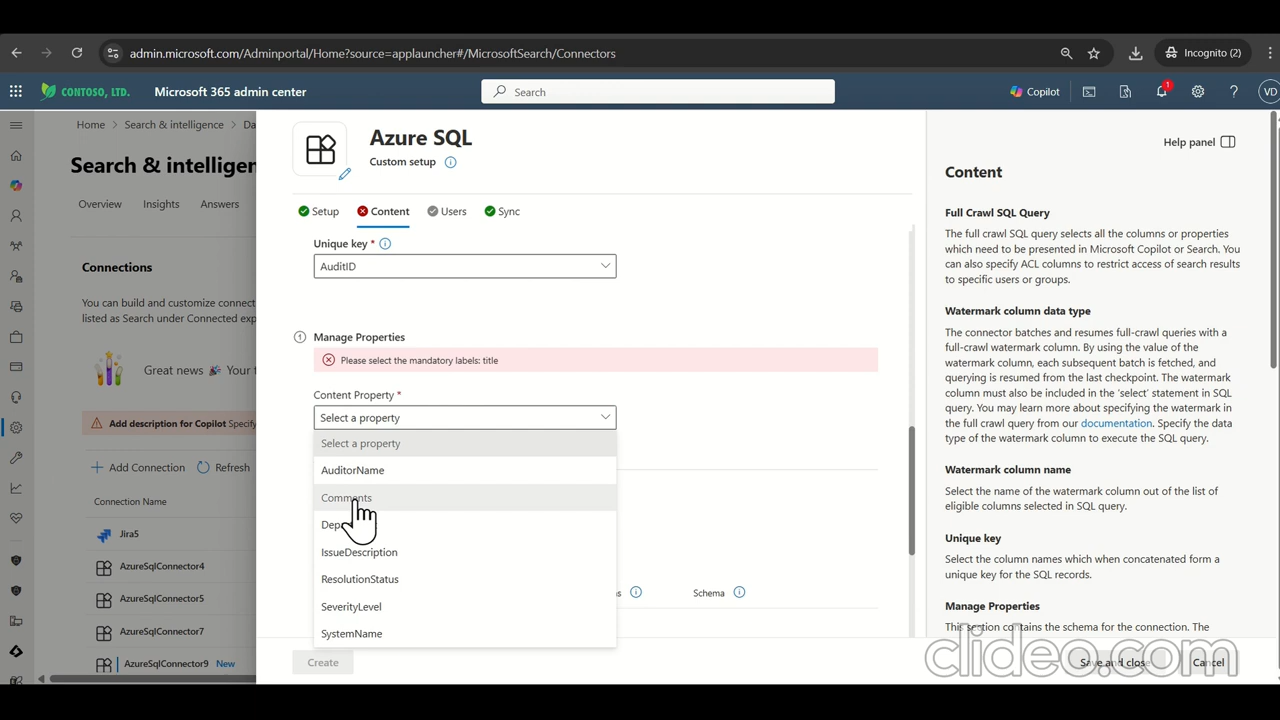 admin.microsoft.com/Adminportal/Home?source=applauncher#/MicrosoftSearch/Connectors
Incognito (2)
CONTOSO, LTD.
Microsoft 365 admin center
Search
Copilot
1
VD
Home
Search & intelligence
Da
Search & intelligen
Overview
Insights
Answers
Connections
You can build and customize connect
listed as Search under Connected exp
Great news
Your t
Add description for Copilot Specify
Add Connection
Refresh
Connection Name
Jira5
AzureSqlConnector4
AzureSqlConnector5
AzureSqlConnector7
AzureSqlConnector9 New
Azure SQL
Custom setup
Setup
Content
Users
Sync
Unique key *
AuditID
1
Manage Properties
Please select the mandatory labels: title
Content Property *
Select a property
Select a property
AuditorName
Comments
Dep
IssueDescription
ResolutionStatus
SeverityLevel
SystemName
Schema
Create
Save and close
Cancel
Help panel
Content
Full Crawl SQL Query
The full crawl SQL query selects all the columns or properties
which need to be presented in Microsoft Copilot or Search. You
can also specify ACL columns to restrict access of search results
to specific users or groups.
Watermark column data type
The connector batches and resumes full-crawl queries with a
full-crawl watermark column. By using the value of the
watermark column, each subsequent batch is fetched, and
querying is resumed from the last checkpoint. The watermark
column must also be included in the 'select' statement in SQL
query. You may learn more about specifying the watermark in
the full crawl query from our documentation. Specify the data
type of the watermark column to execute the SQL query.
Watermark column name
Select the name of the watermark column out of the list of
eligible columns selected in SQL query.
Unique key
Select the column names which when concatenated form a
unique key for the SQL records.
Manage Properties
This section contains the schema for the connection. The
clideo.com